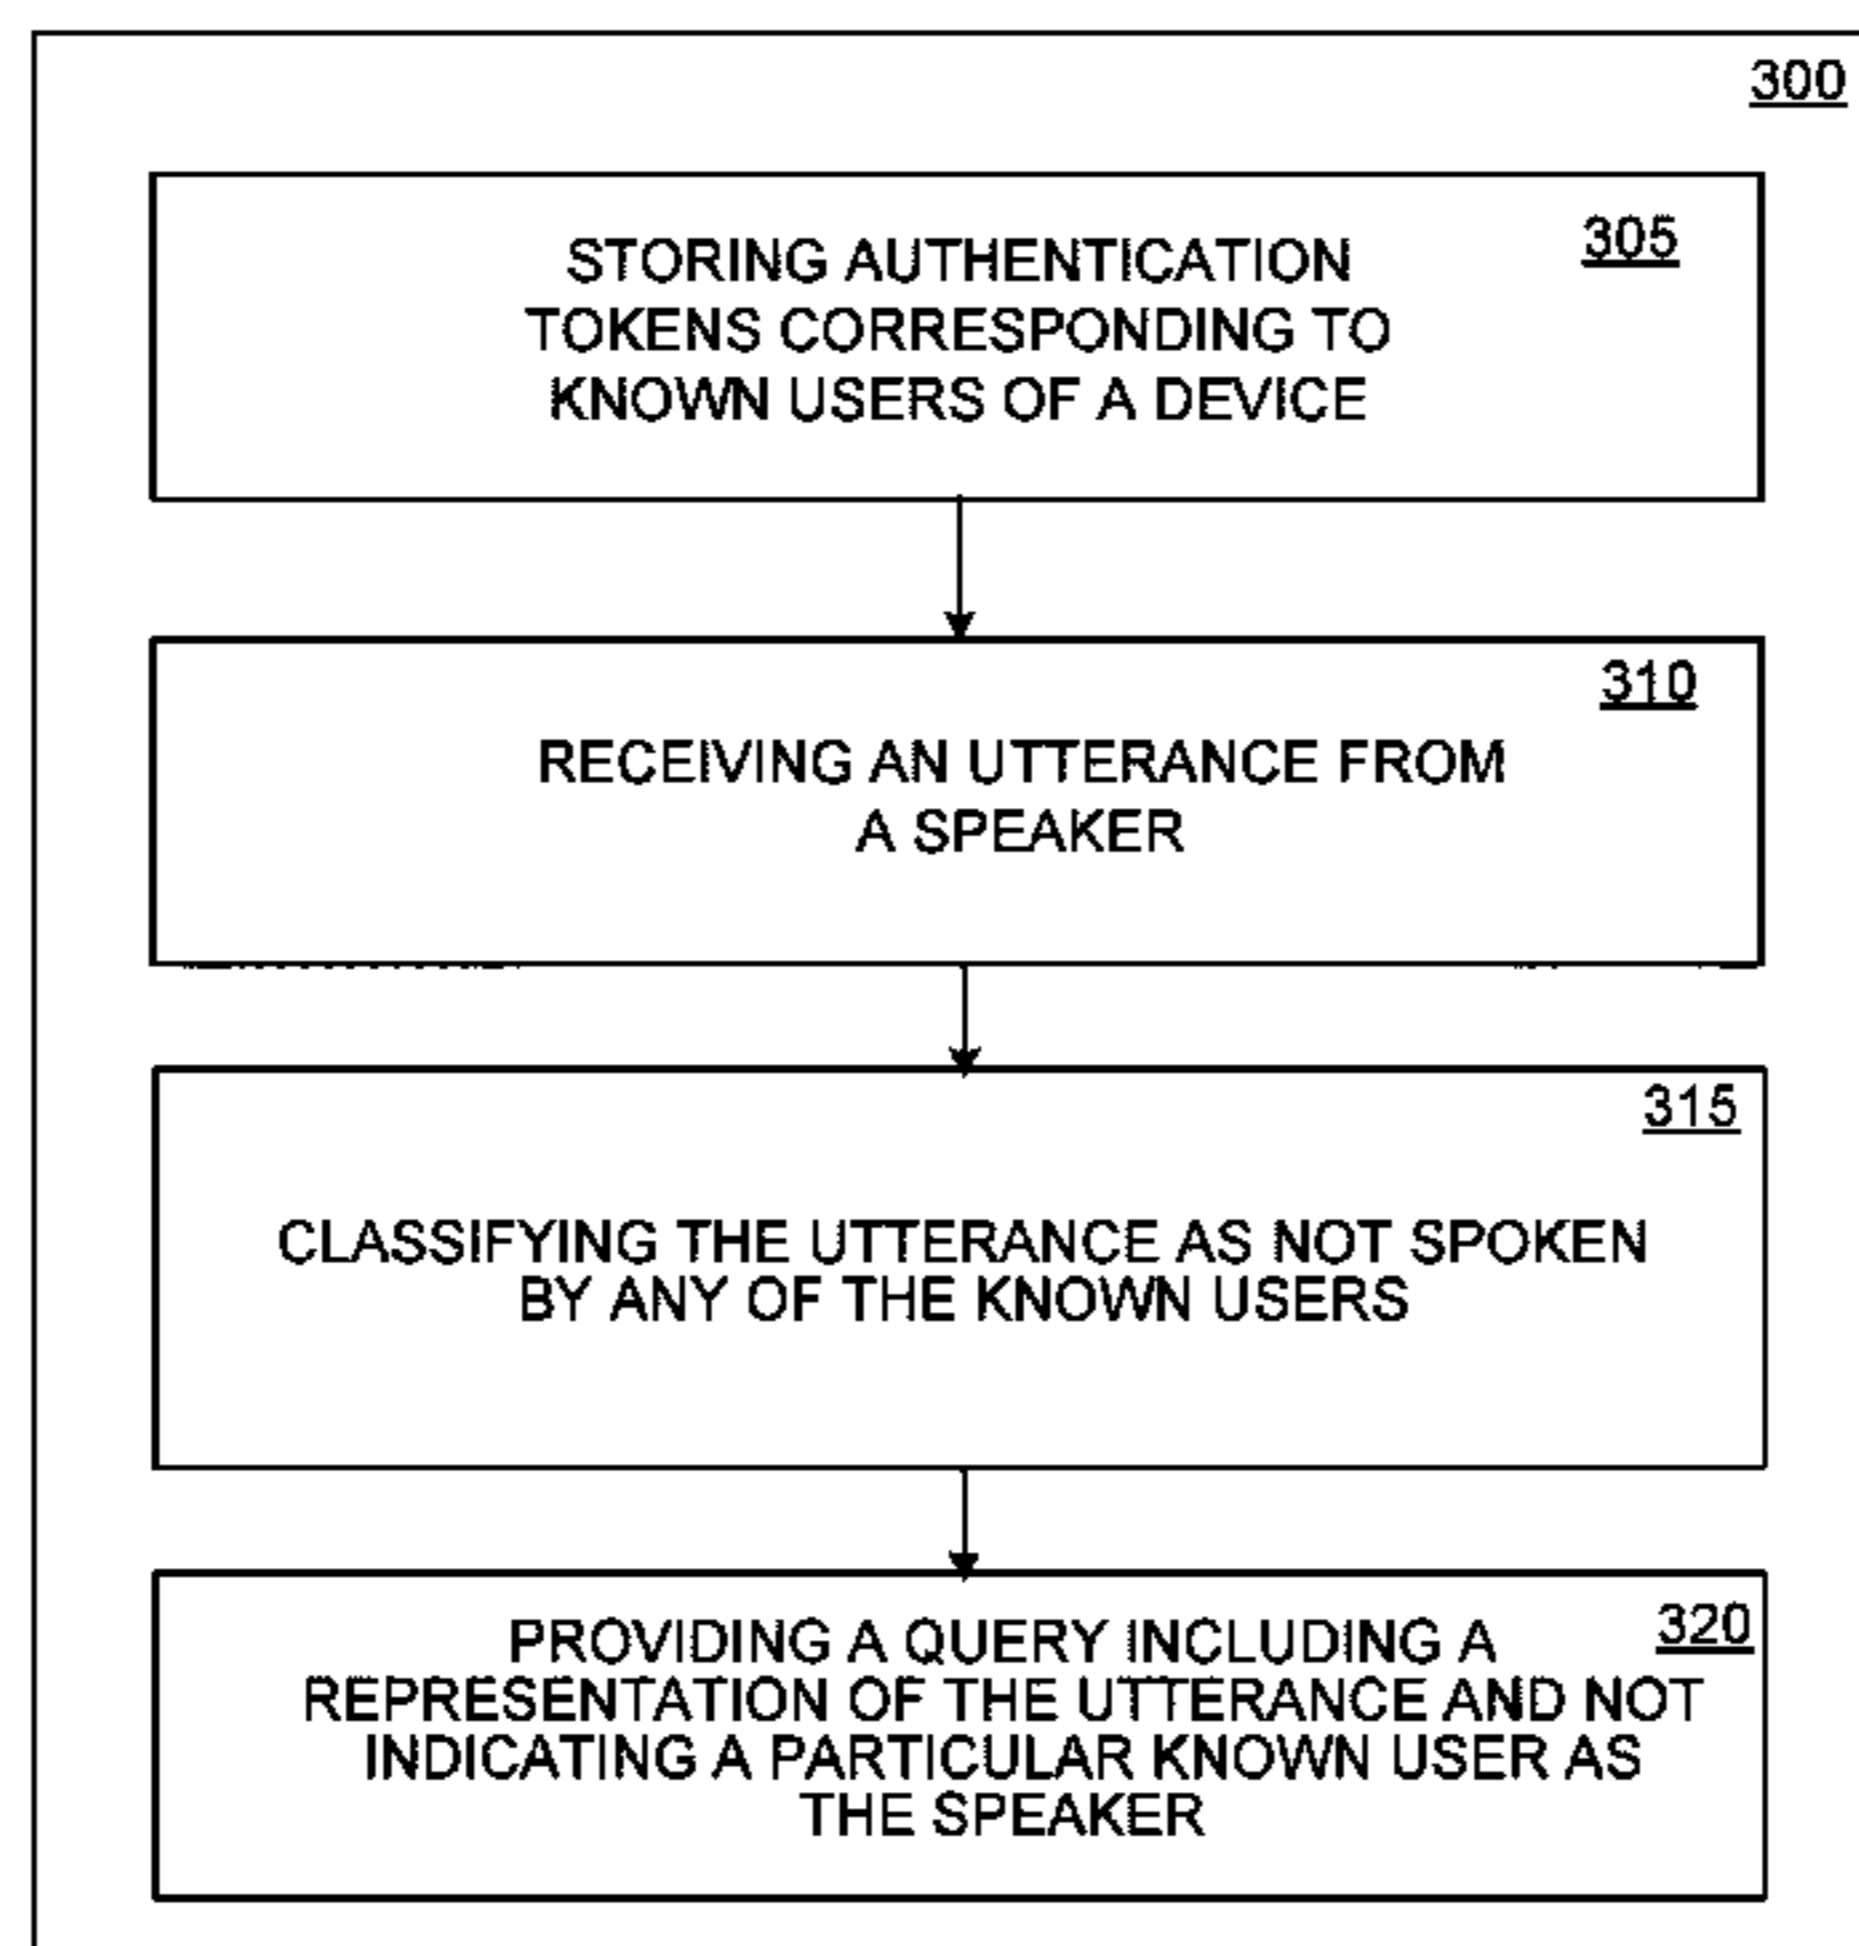 300
305
STORING AUTHENTICATION
TOKENS CORRESPONDING TO
KNOWN USERS OF A DEVICE
310
RECEIVING AN UTTERANCE FROM
A SPEAKER
315
CLASSIFYING THE UTTERANCE AS NOT SPOKEN
BY ANY OF THE KNOWN USERS
320
PROVIDING A QUERY INCLUDING A
REPRESENTATION OF THE UTTERANCE AND NOT
INDICATING A PARTICULAR KNOWN USER AS
THE SPEAKER